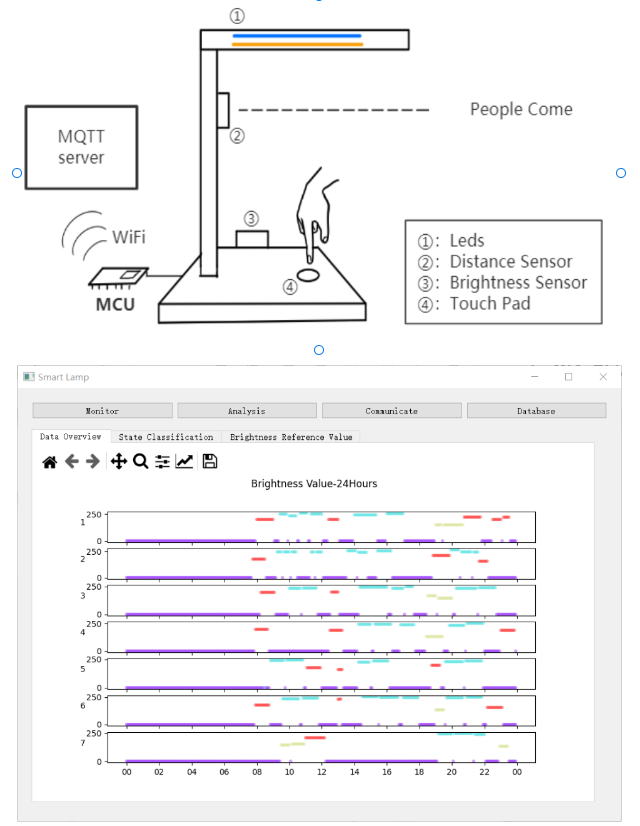 ①
People Come
②
MQTT
server
③
WiFi
④
MCU
①: Leds
②: Distance Sensor
③: Brightness Sensor
④: Touch Pad
Smart Lamp
Monitor Analysis Communicate Database
Data Overview State Classification Brightness Reference Value
Brightness Value-24Hours
250
1
0
250
2
0
250
3
0
250
4
0
250
5
0
250
6
0
250
7
0
00 02 04 06 08 10 12 14 16 18 20 22 00